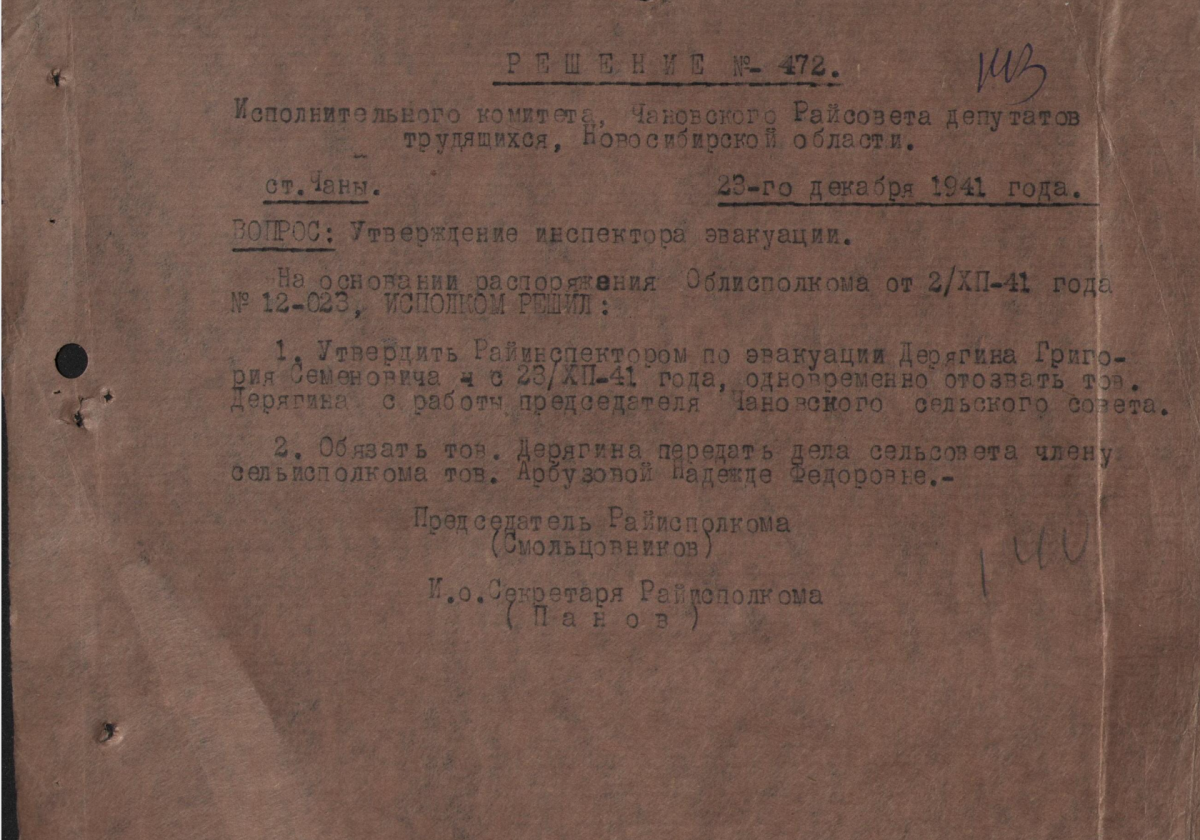 РЕШЕНИЕ № 472.
Исполнительного комитета, Чановского Райсовета депутатов
трудящихся, Новосибирской области.
ст.Чаны. 23-го декабря 1941 года.
ВОПРОС: Утверждение инспектора эвакуации.
На основании распоряжения Облисполкома от 2/ХП-41 года
№ 12-023, ИСПОЛКОМ РЕШИЛ:
1. Утвердить Райинспектором по эвакуации Дерягина Григо-
рия Семеновича с 23/ХП-41 года, одновременно отозвать тов.
Дерягина с работы председателя Чановского сельского совета.
2. Обязать тов. Дерягина передать дела сельсовета члену
сельисполкома тов. Арбузовой Надежде Федоровье.-
Председатель Райисполкома
(Смольцовников)
И.о.Секретаря Райисполкома
( Панов )